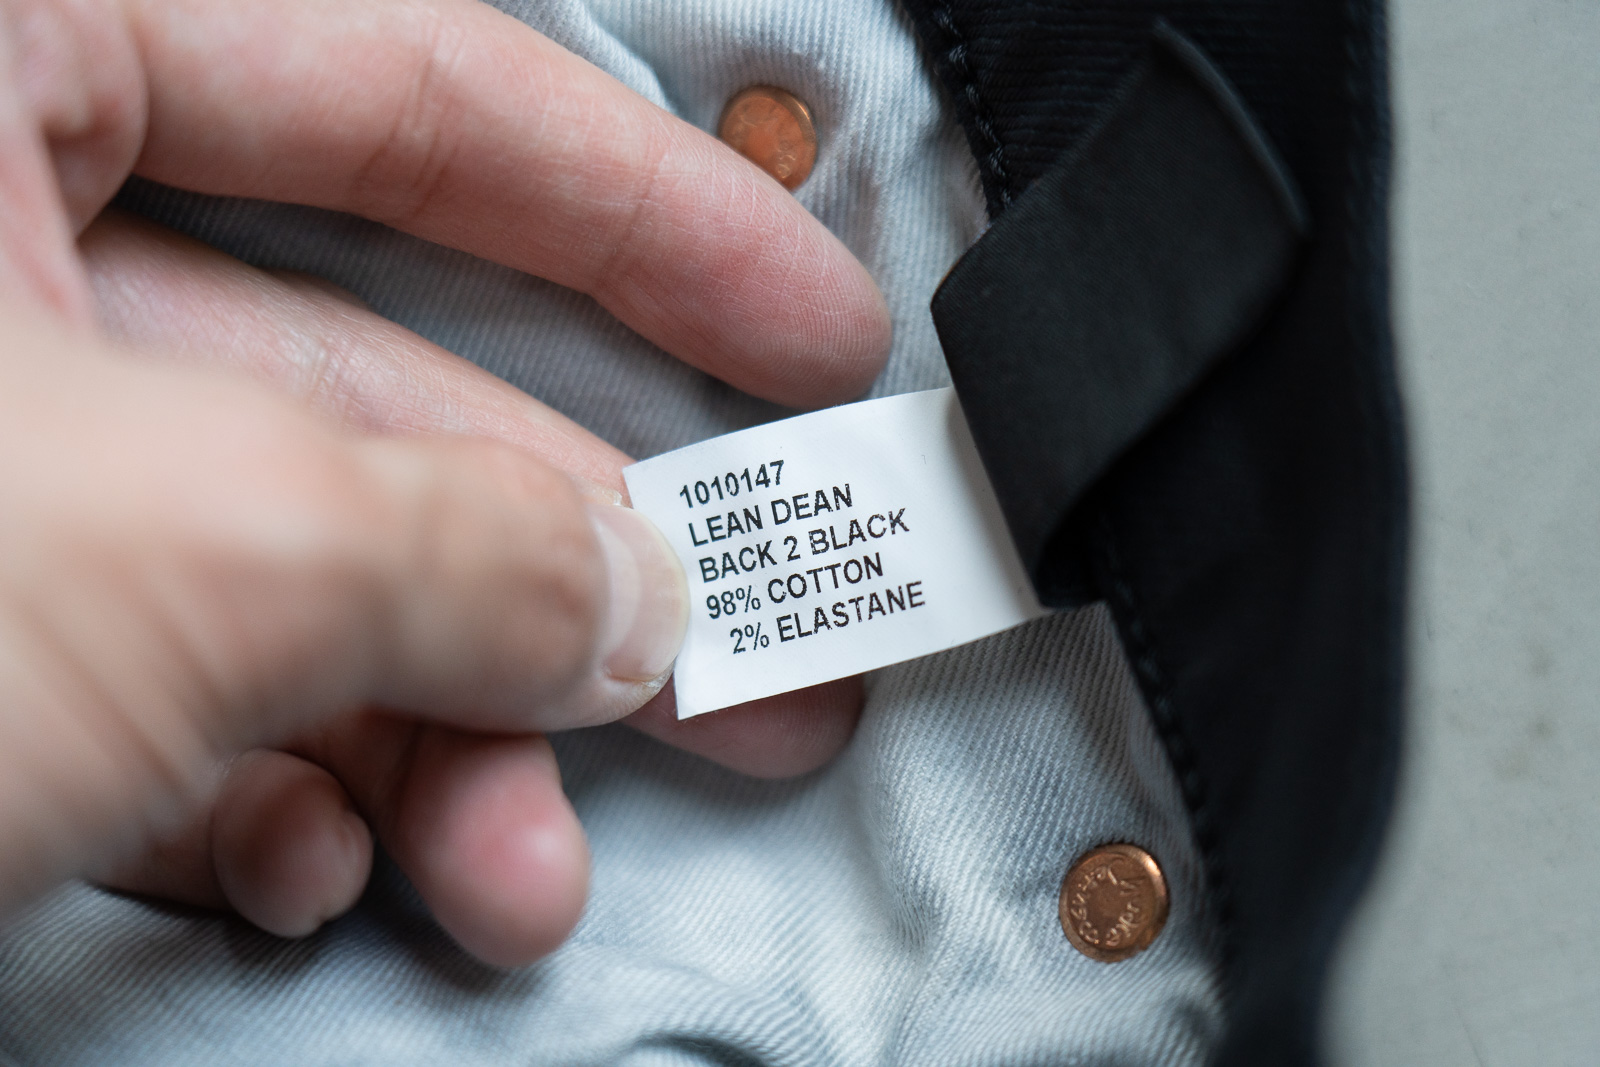 1010147
LEAN DEAN
BACK 2 BLACK
98% COTTON
2% ELASTANE